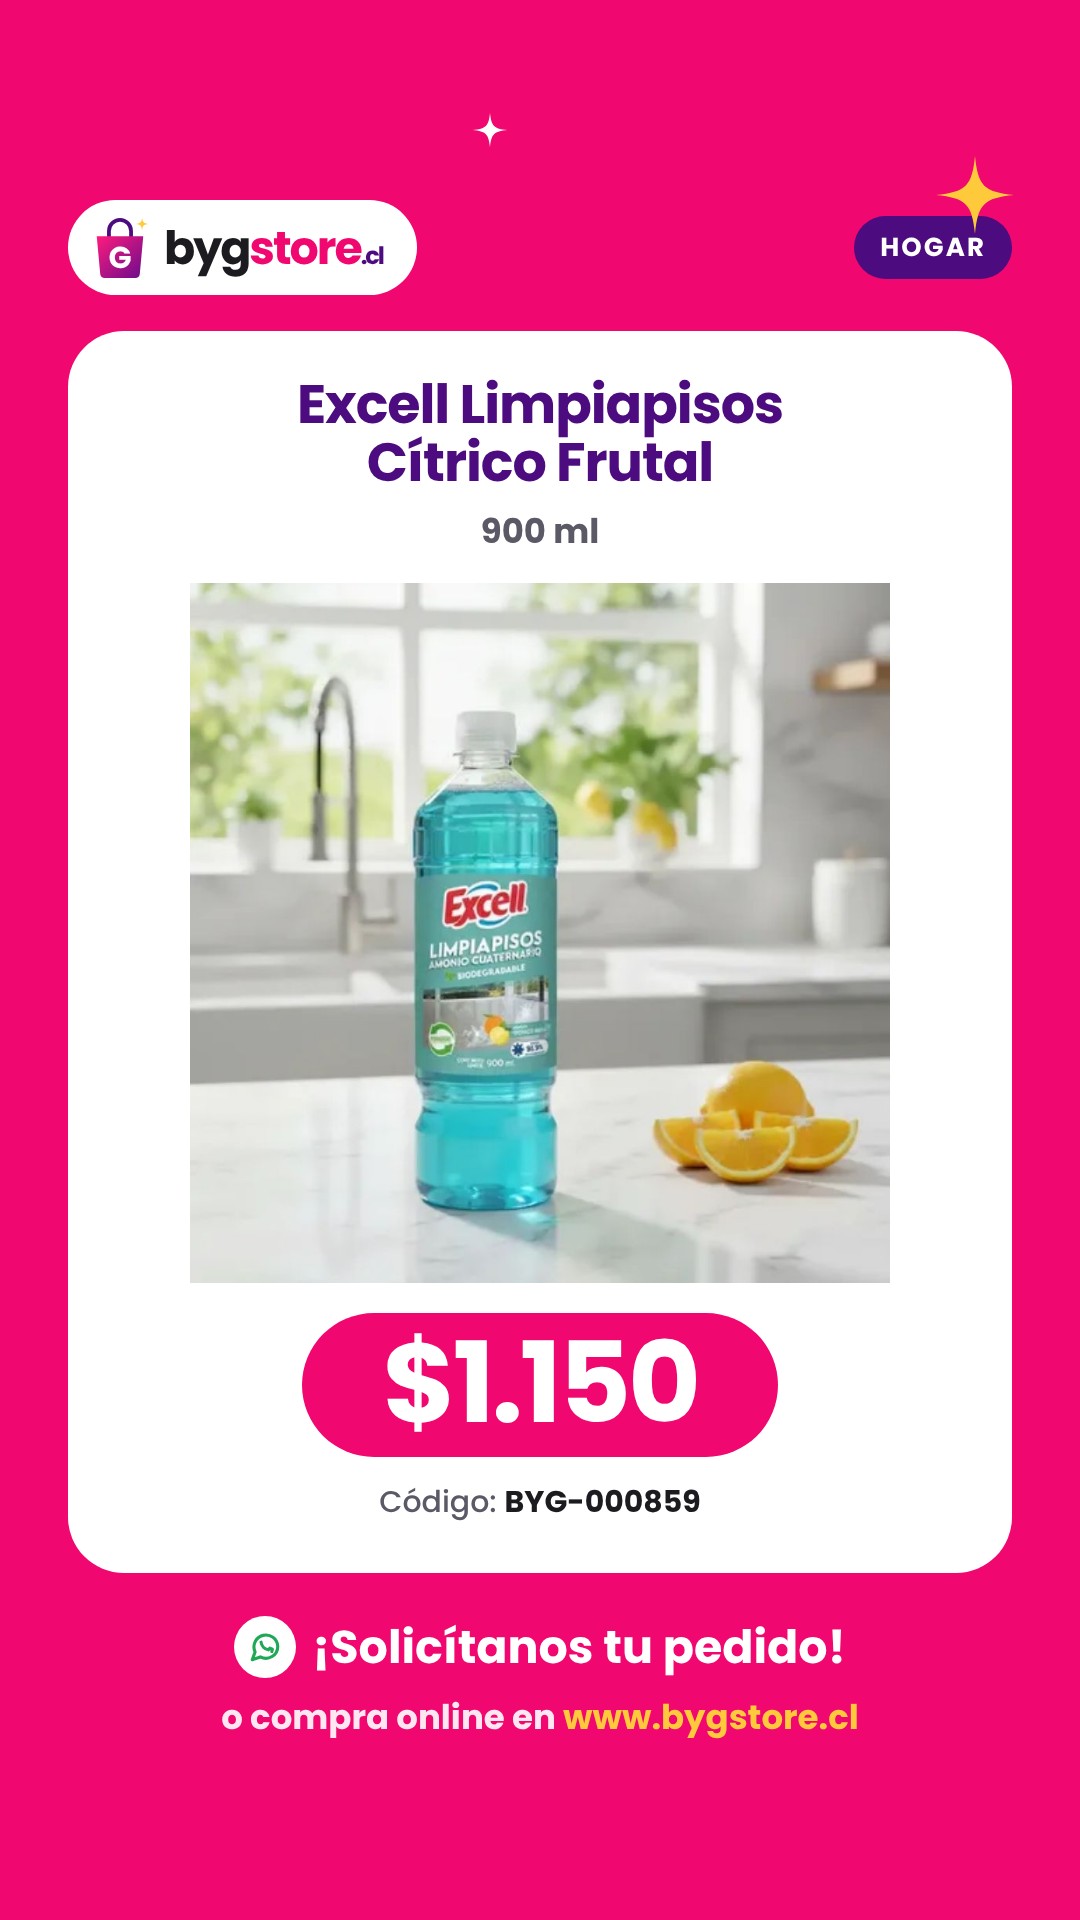 G bygstore.cl
HOGAR
Excell Limpiapisos
Cítrico Frutal
900 ml
Excell
LIMPIAPISOS
AMONIO CUATERNARIO
BIODEGRADABLE
900 ml
$1.150
Código: BYG-000859
¡Solicítanos tu pedido!
o compra online en www.bygstore.cl